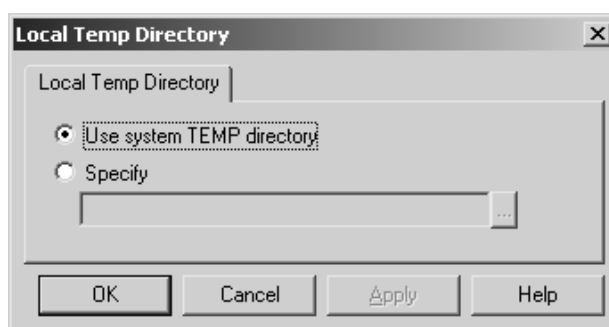 Local Temp Directory
Local Temp Directory
Use system TEMP directory
Specify
...
OK Cancel Apply Help